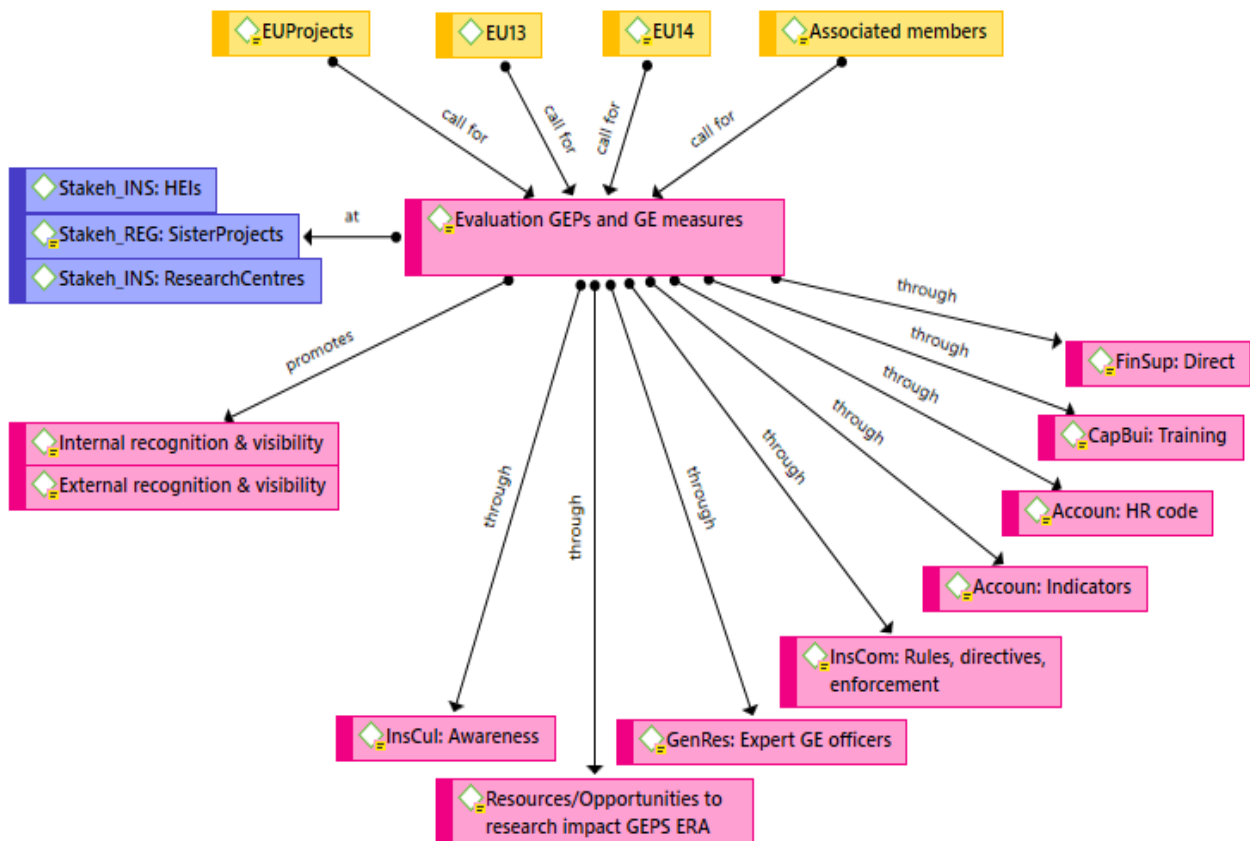 EUProjects
EU13
EU14
Associated members
call for
call for
call for
call for
Stakeh_INS: HEIs
Stakeh_REG: SisterProjects
Stakeh_INS: ResearchCentres
at
Evaluation GEPs and GE measures
promotes
through
through
through
through
through
through
through
through
FinSup: Direct
CapBui: Training
Internal recognition & visibility
External recognition & visibility
Accoun: HR code
Accoun: Indicators
InsCom: Rules, directives,
enforcement
InsCul: Awareness
GenRes: Expert GE officers
Resources/Opportunities to
research impact GEPS ERA